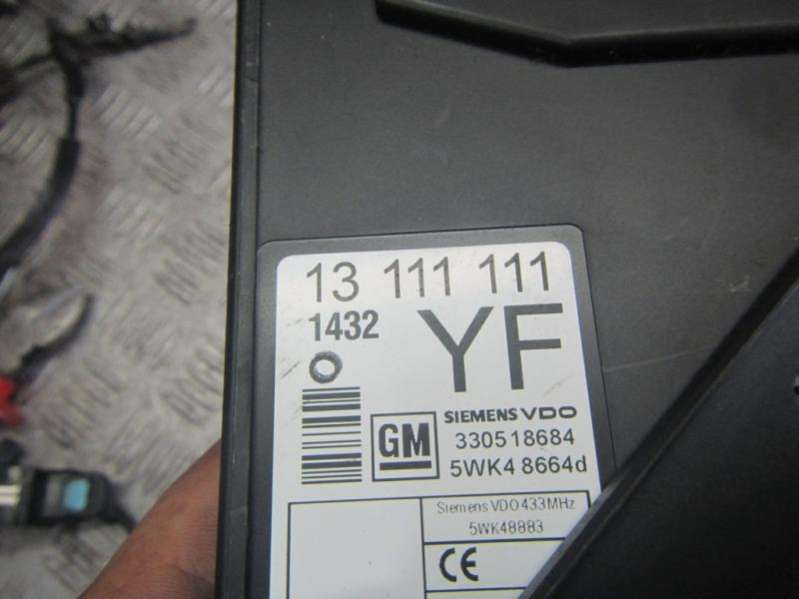 13 111 111
1432
YF
SIEMENS VDO
GM
330518684
5WK4 8664d
Siemens VDO 433MHz
5WK48883
CE